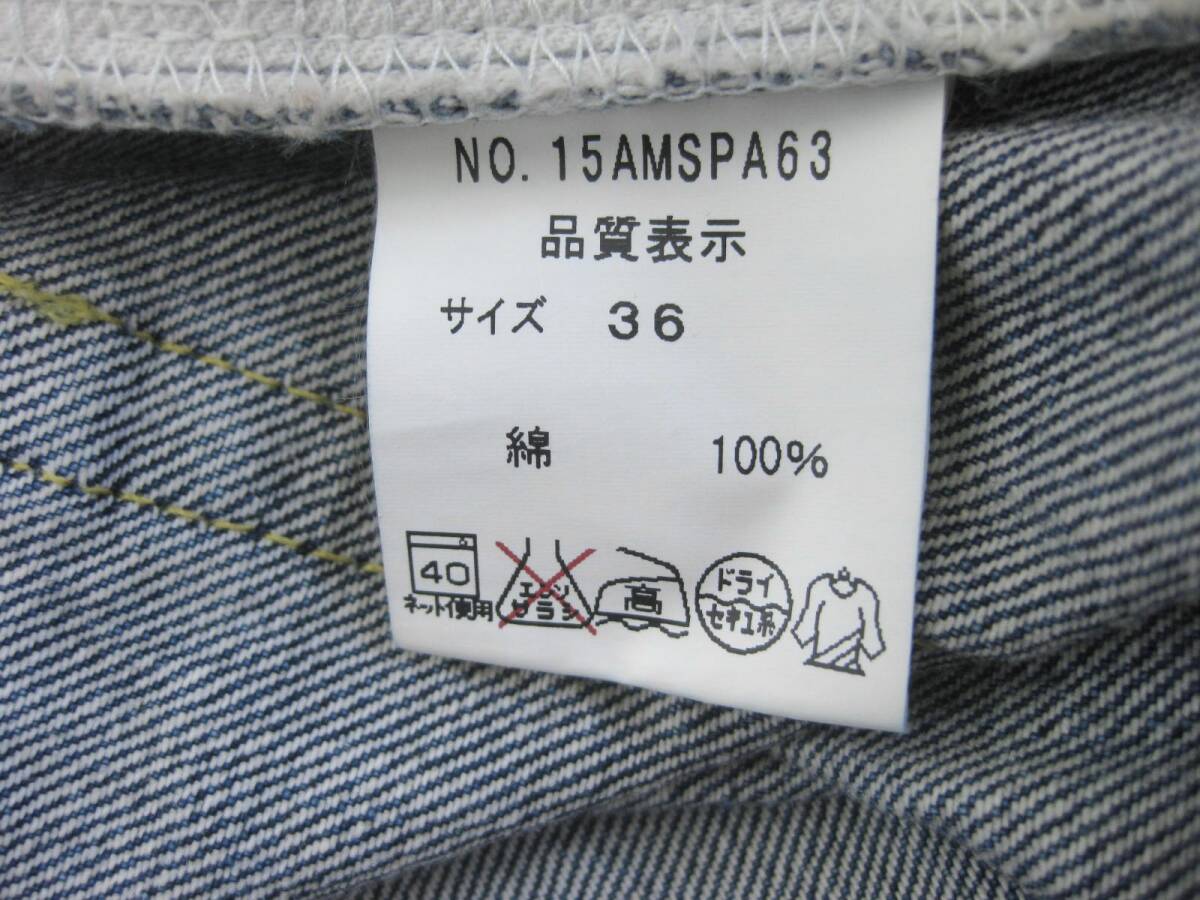 NO. 15AMSPA63
品質表示
サイズ 36
綿 100%
40
ネット使用
エンソ
サラシ
高
ドライ
セキユ系